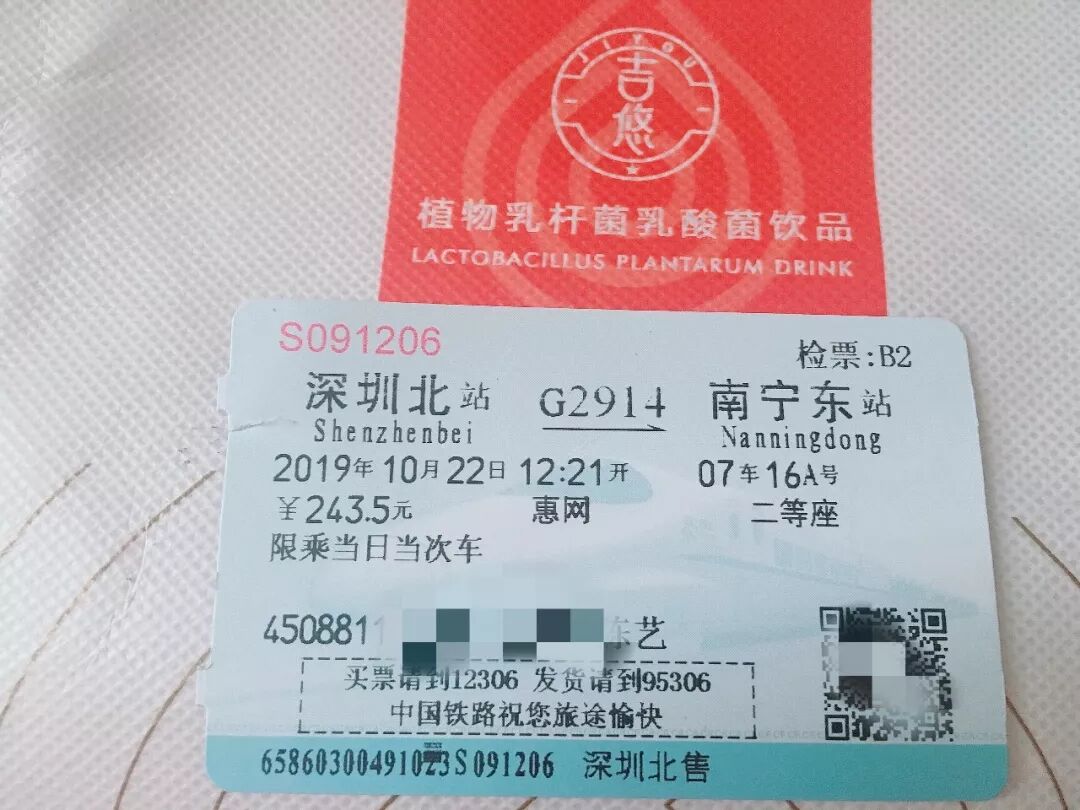 JIYOU
吉悠
植物乳杆菌乳酸菌饮品
LACTOBACILLUS PLANTARUM DRINK
S091206 检票:B2
深圳北站 G2914 南宁东站
Shenzhenbei Nanningdong
2019年10月22日12:21开 07车16A号
￥243.5元 惠网 二等座
限乘当日当次车
4508811 东艺
买票请到12306 发货请到95306
中国铁路祝您旅途愉快
65860300491023S091206 深圳北售